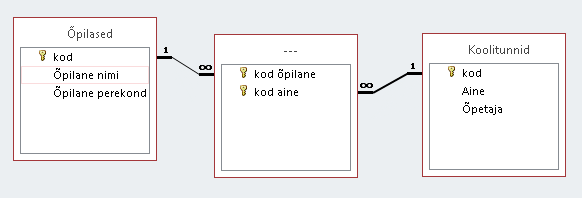 Õpilased
kod
Õpilane nimi
Õpilane perekond
1
∞
---
kod õpilane
kod aine
∞
1
Koolitunnid
kod
Aine
Õpetaja